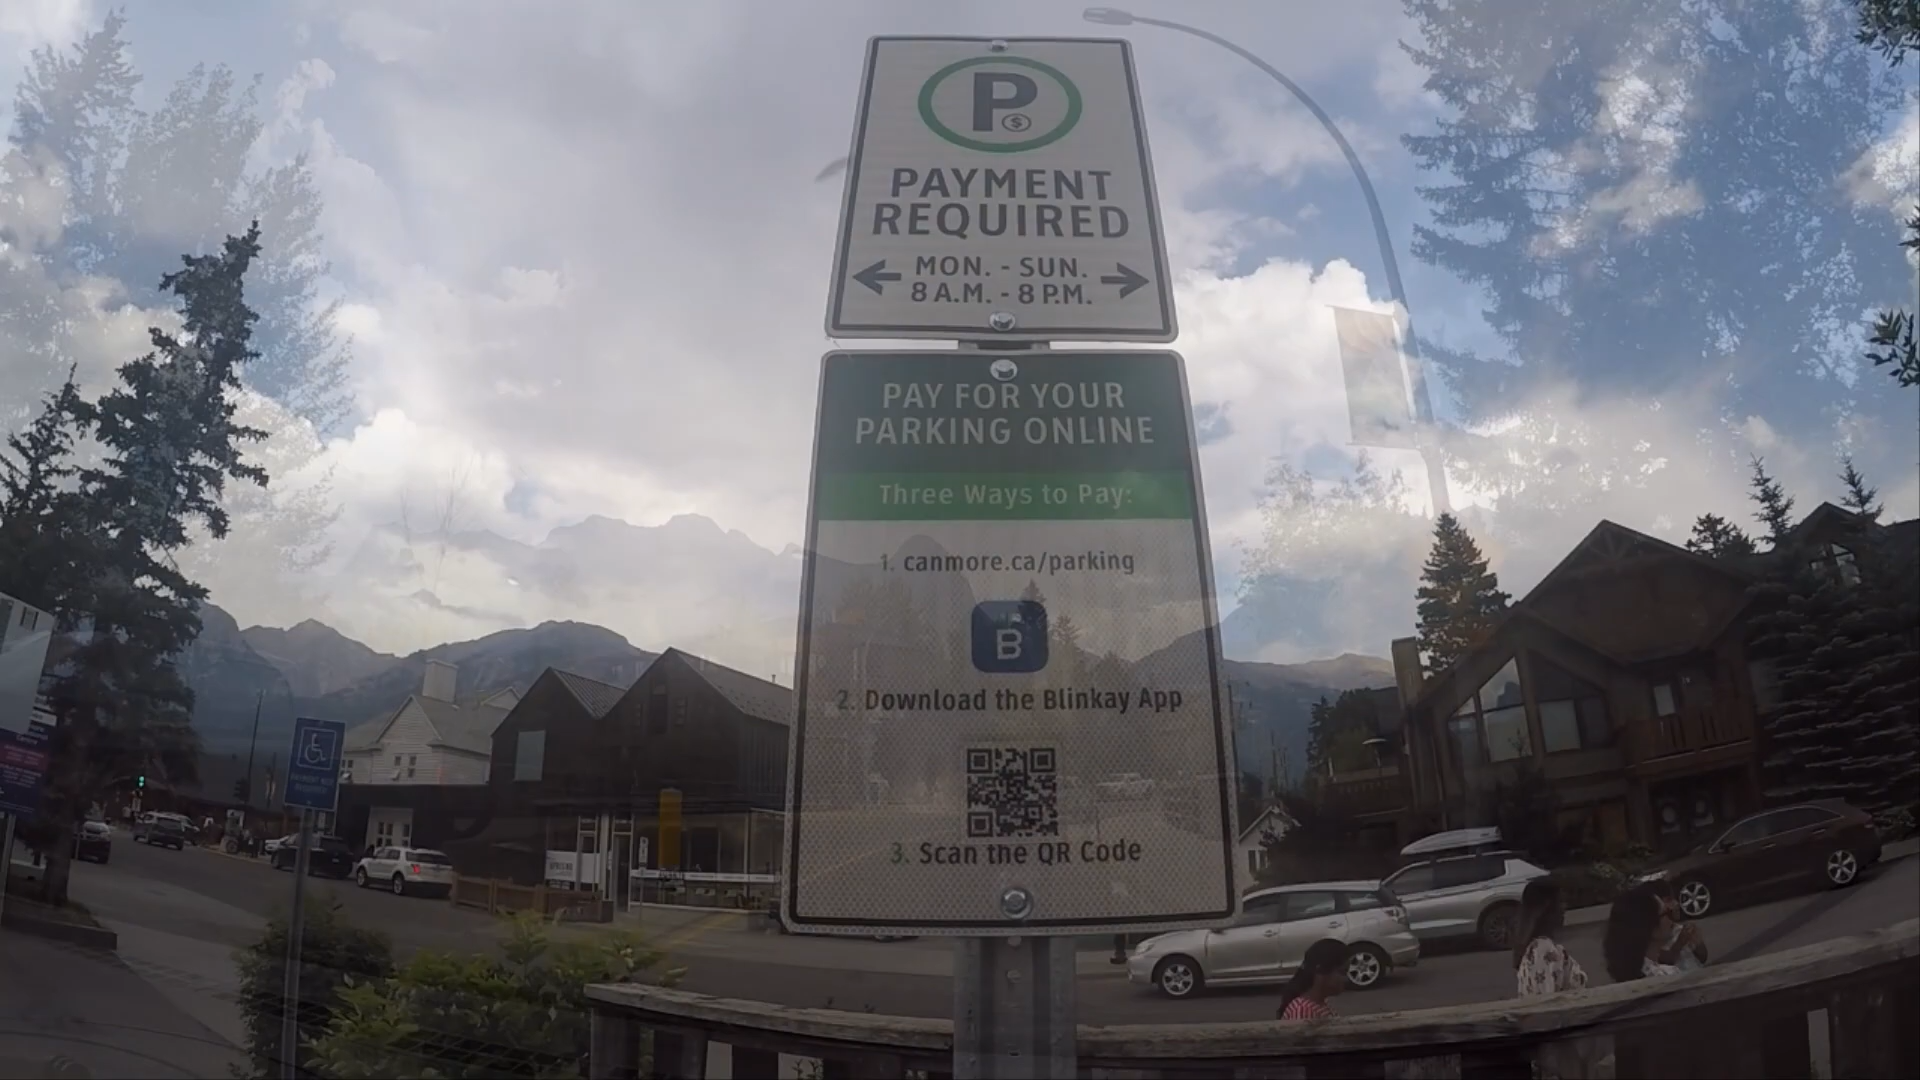 P
$
PAYMENT
REQUIRED
MON. - SUN.
8 A.M. - 8 P.M.
PAY FOR YOUR
PARKING ONLINE
Three Ways to Pay:
1. canmore.ca/parking
B
2. Download the Blinkay App
3. Scan the QR Code